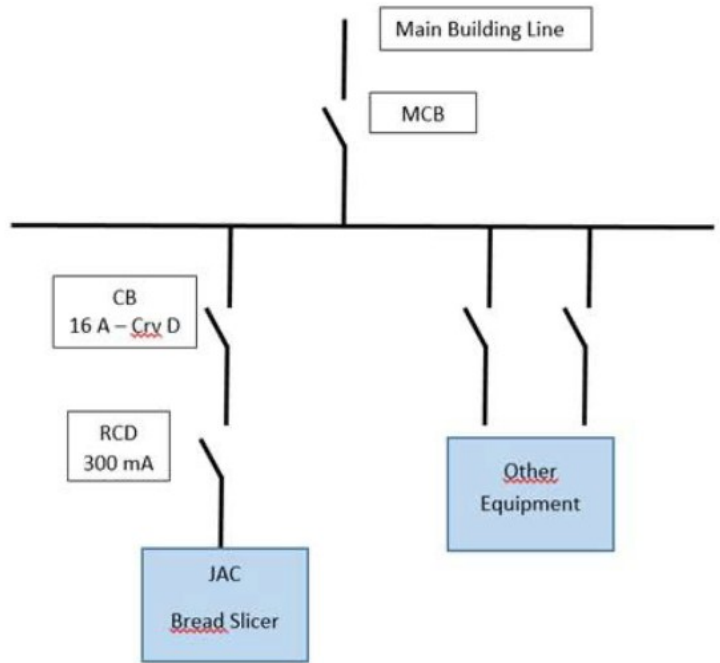 Main Building Line
MCB
CB
16 A – Crv D
RCD
300 mA
Other
Equipment
JAC
Bread Slicer